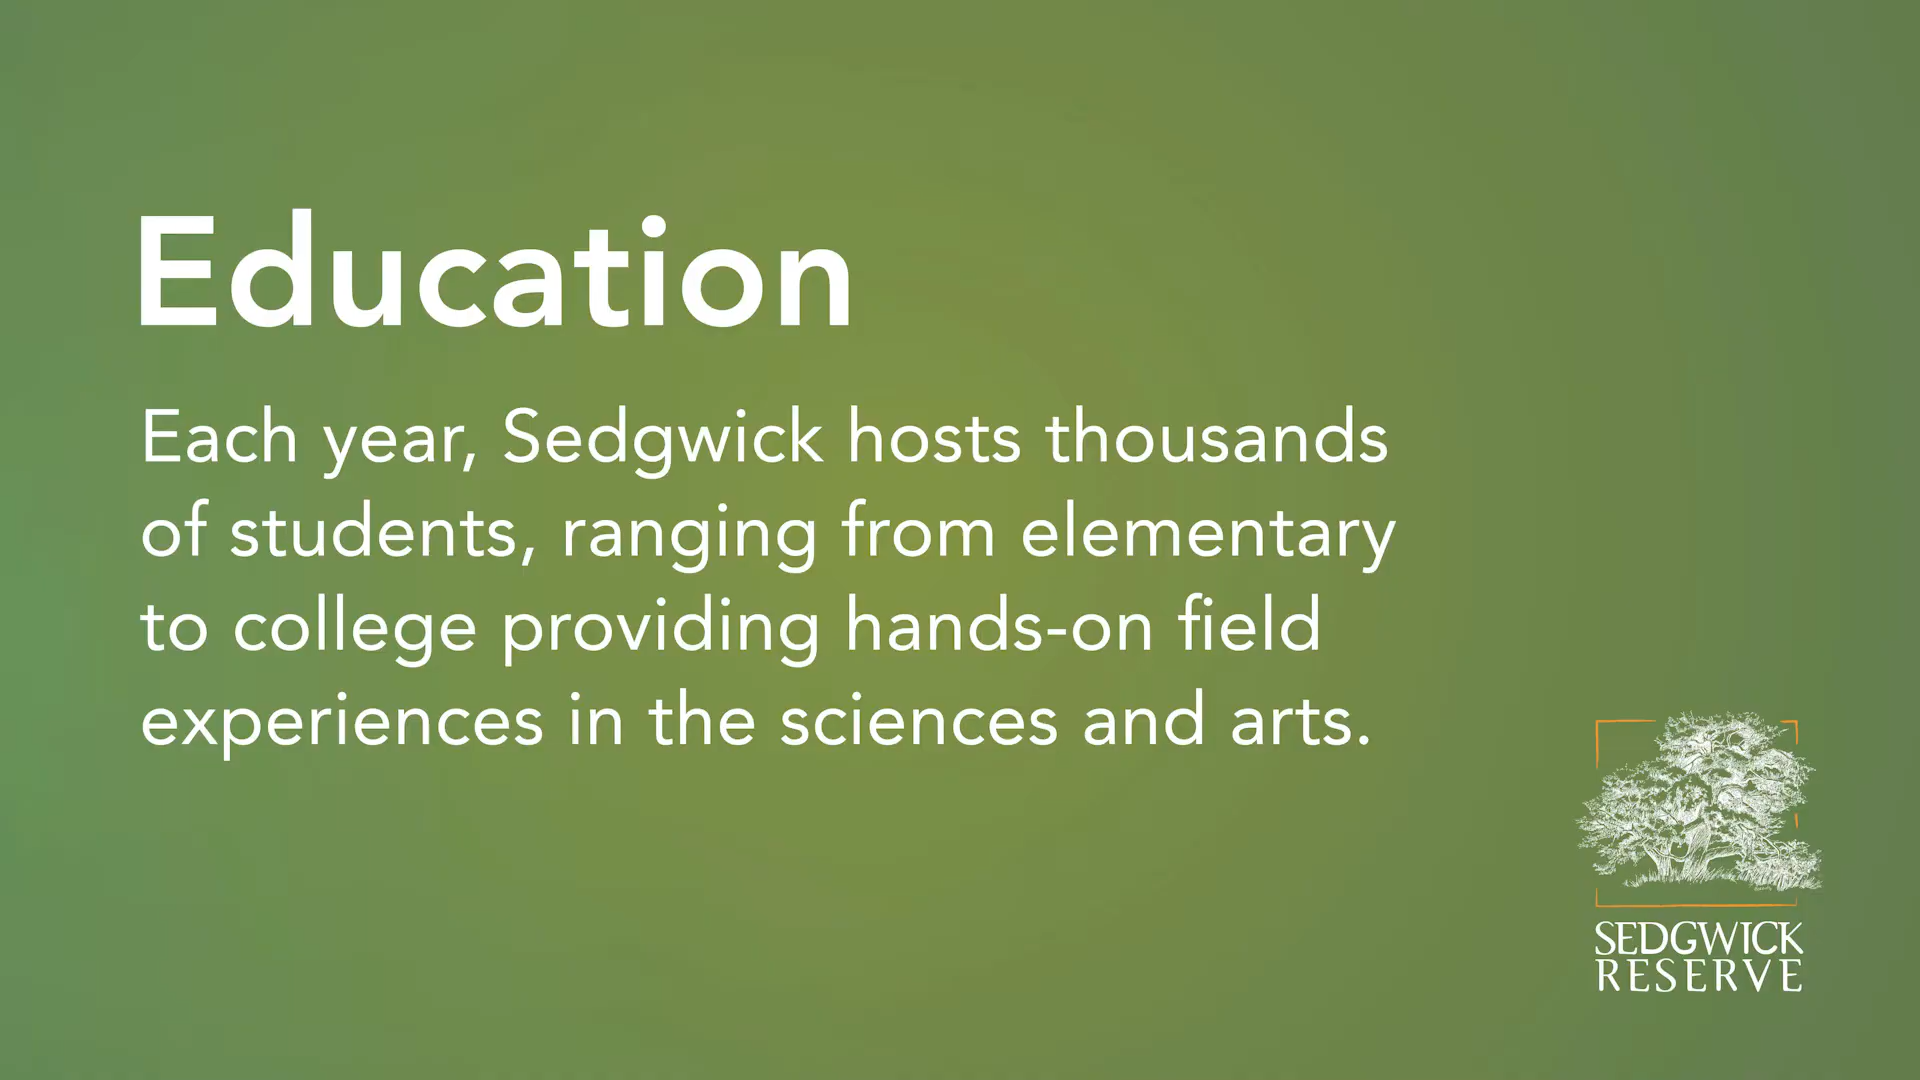 Education
Each year, Sedgwick hosts thousands
of students, ranging from elementary
to college providing hands-on field
experiences in the sciences and arts.
SEDGWICK
RESERVE